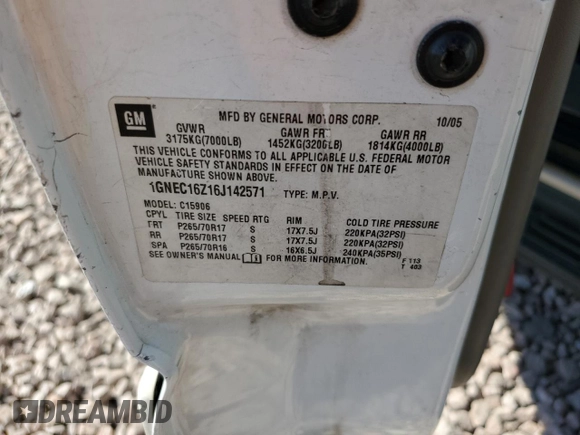 GM
MFD BY GENERAL MOTORS CORP. 10/05
GVWR GAWR FR GAWR RR
3175KG(7000LB) 1452KG(3200LB) 1814KG(4000LB)
THIS VEHICLE CONFORMS TO ALL APPLICABLE U.S. FEDERAL MOTOR
VEHICLE SAFETY STANDARDS IN EFFECT ON THE DATE OF
MANUFACTURE SHOWN ABOVE.
1GNEC16Z16J142571 TYPE: M.P.V.
MODEL: C15906
CPYL TIRE SIZE SPEED RTG RIM COLD TIRE PRESSURE
FRT P265/70R17 S 17X7.5J 220KPA(32PSI)
RR P265/70R17 S 17X7.5J 220KPA(32PSI)
SPA P265/70R16 S 16X6.5J 240KPA(35PSI)
SEE OWNER'S MANUAL FOR MORE INFORMATION. F 113
T 402
DREAMBID